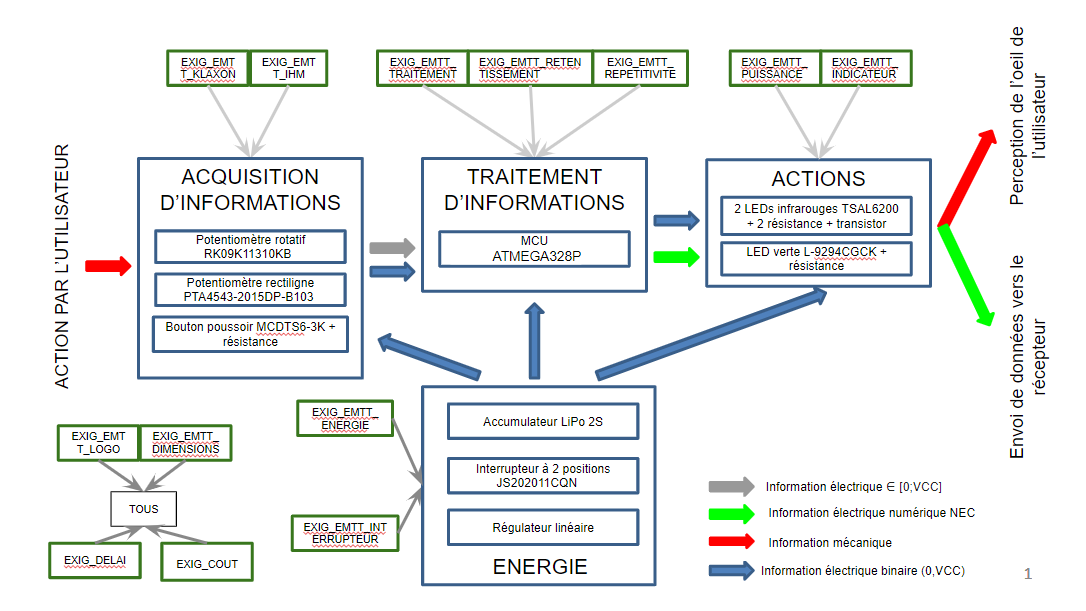 EXIG_EMT
T_KLAXON
EXIG_EMT
T_IHM
EXIG_EMTT_
TRAITEMENT
EXIG_EMTT_RETEN
TISSEMENT
EXIG_EMTT_
REPETITIVITE
EXIG_EMTT_
PUISSANCE
EXIG_EMTT_
INDICATEUR
ACTION PAR L’UTILISATEUR
ACQUISITION
D’INFORMATIONS
Potentiomètre rotatif
RK09K11310KB
Potentiomètre rectiligne
PTA4543-2015DP-B103
Bouton poussoir MCDTS6-3K +
résistance
TRAITEMENT
D’INFORMATIONS
MCU
ATMEGA328P
ACTIONS
2 LEDs infrarouges TSAL6200
+ 2 résistance + transistor
LED verte L-9294CGCK +
résistance
Perception de l’oeil de
l’utilisateur
Envoi de données vers le
récepteur
EXIG_EMTT_
ENERGIE
EXIG_EMTT_INT
ERRUPTEUR
Accumulateur LiPo 2S
Interrupteur à 2 positions
JS202011CQN
Régulateur linéaire
ENERGIE
EXIG_EMT
T_LOGO
EXIG_EMTT_
DIMENSIONS
TOUS
EXIG_DELAI
EXIG_COUT
Information électrique ∈ [0;VCC]
Information électrique numérique NEC
Information mécanique
Information électrique binaire (0,VCC)
1